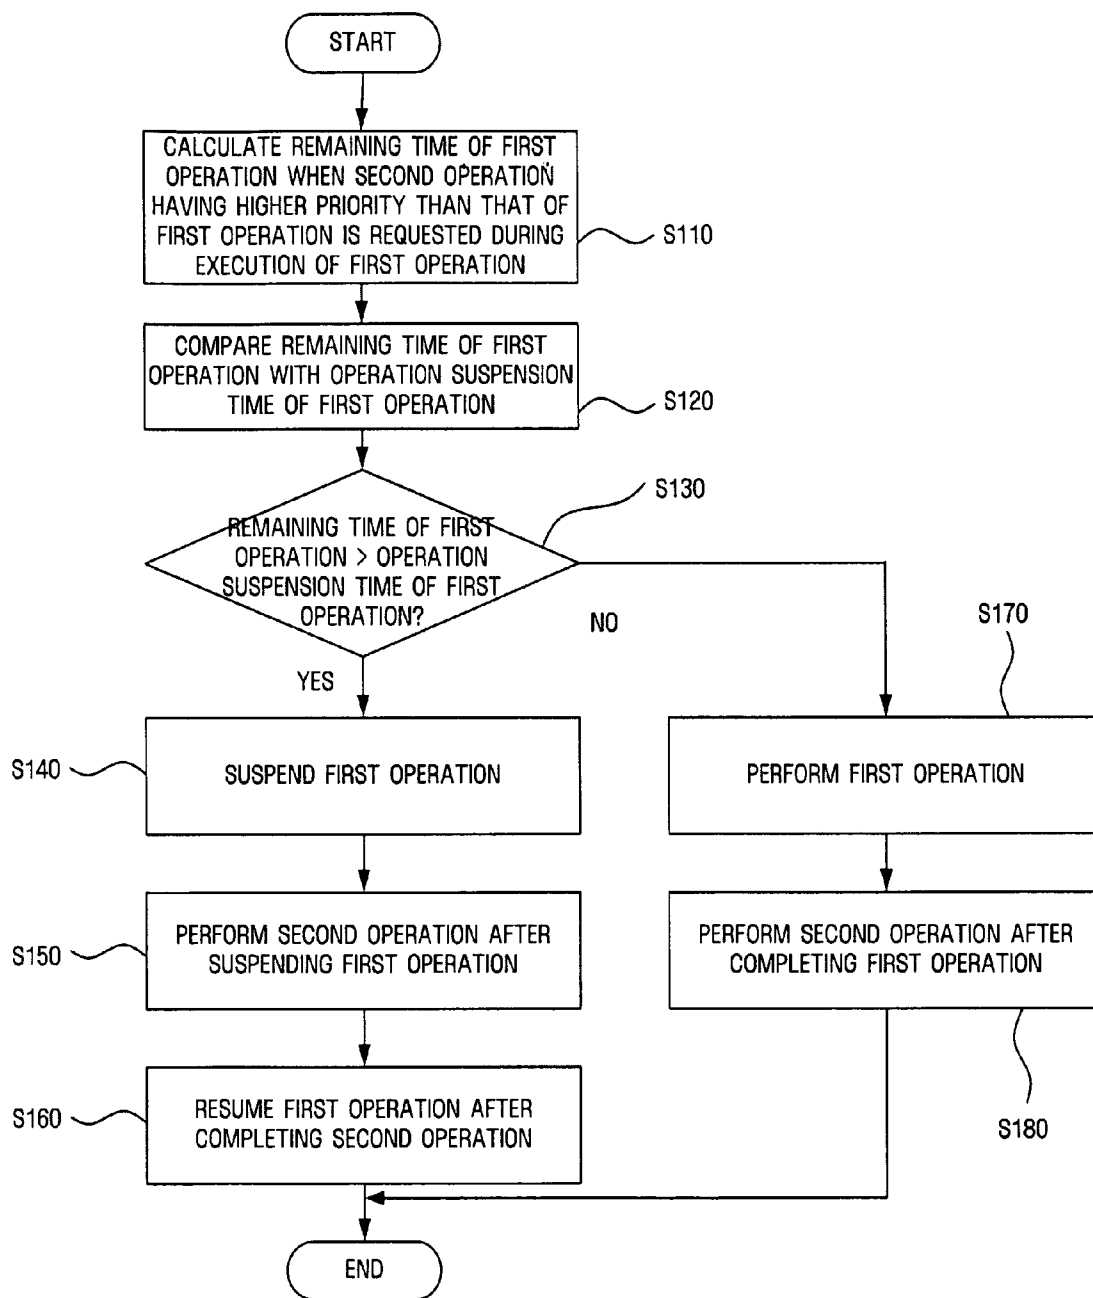 START
CALCULATE REMAINING TIME OF FIRST
OPERATION WHEN SECOND OPERATION
HAVING HIGHER PRIORITY THAN THAT OF
FIRST OPERATION IS REQUESTED DURING
EXECUTION OF FIRST OPERATION
S110
COMPARE REMAINING TIME OF FIRST
OPERATION WITH OPERATION SUSPENSION
TIME OF FIRST OPERATION
S120
S130
REMAINING TIME OF FIRST
OPERATION > OPERATION
SUSPENSION TIME OF FIRST
OPERATION?
NO
YES
S170
S140
SUSPEND FIRST OPERATION
PERFORM FIRST OPERATION
S150
PERFORM SECOND OPERATION AFTER
SUSPENDING FIRST OPERATION
PERFORM SECOND OPERATION AFTER
COMPLETING FIRST OPERATION
S180
S160
RESUME FIRST OPERATION AFTER
COMPLETING SECOND OPERATION
END